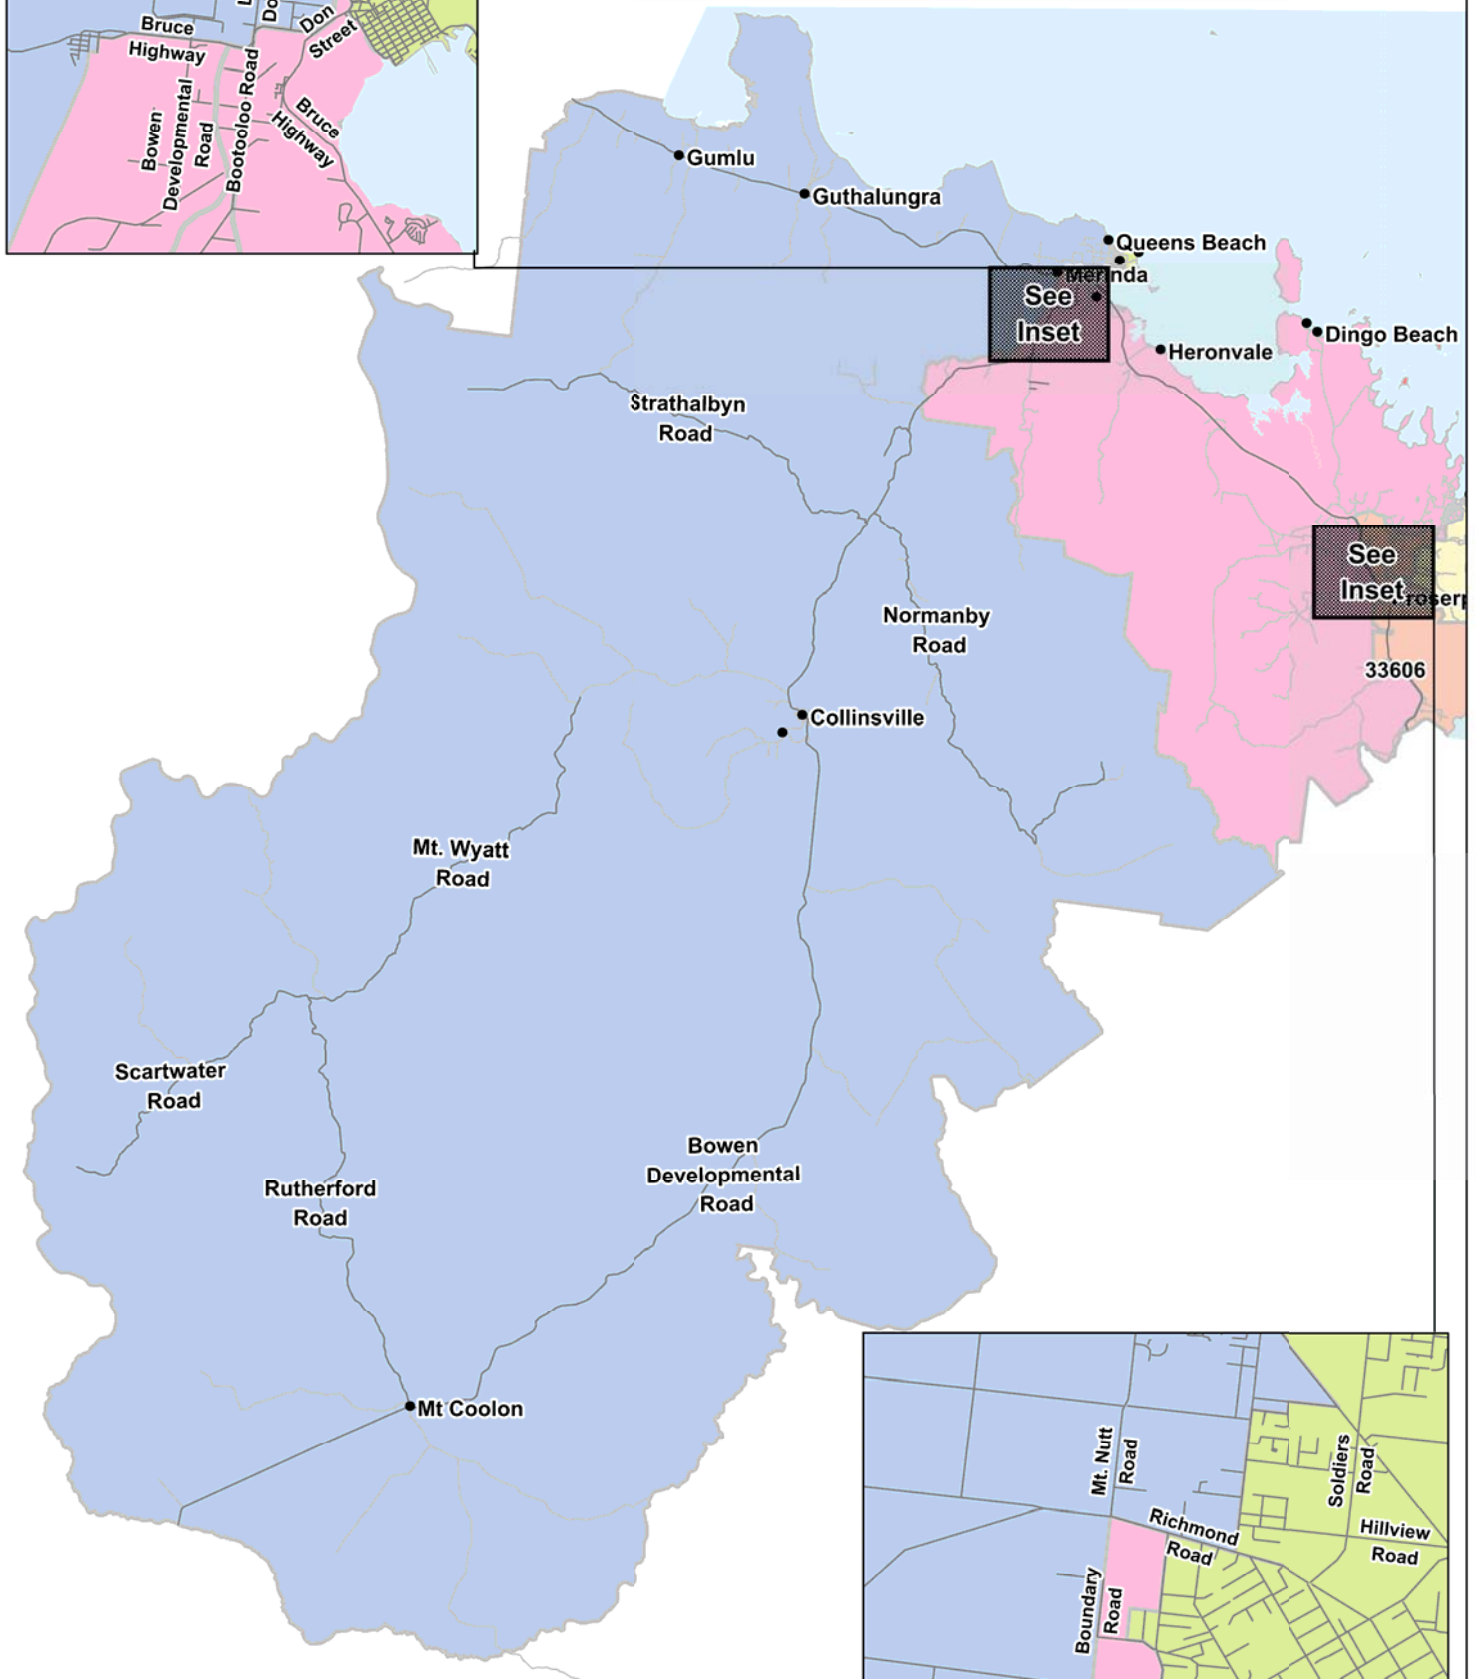 Don
Street
Bruce
Highway
Bowen
Developmental
Road
Bootooloo Road
Bruce
Highway
Gumlu
Guthalungra
Queens Beach
Merinda
See
Inset
Dingo Beach
Heronvale
Strathalbyn
Road
See
Inset
Normanby
Road
33606
Collinsville
Mt. Wyatt
Road
Scartwater
Road
Bowen
Developmental
Road
Rutherford
Road
Mt Coolon
Mt. Nutt
Road
Soldiers
Road
Richmond
Road
Hillview
Road
Boundary
Road